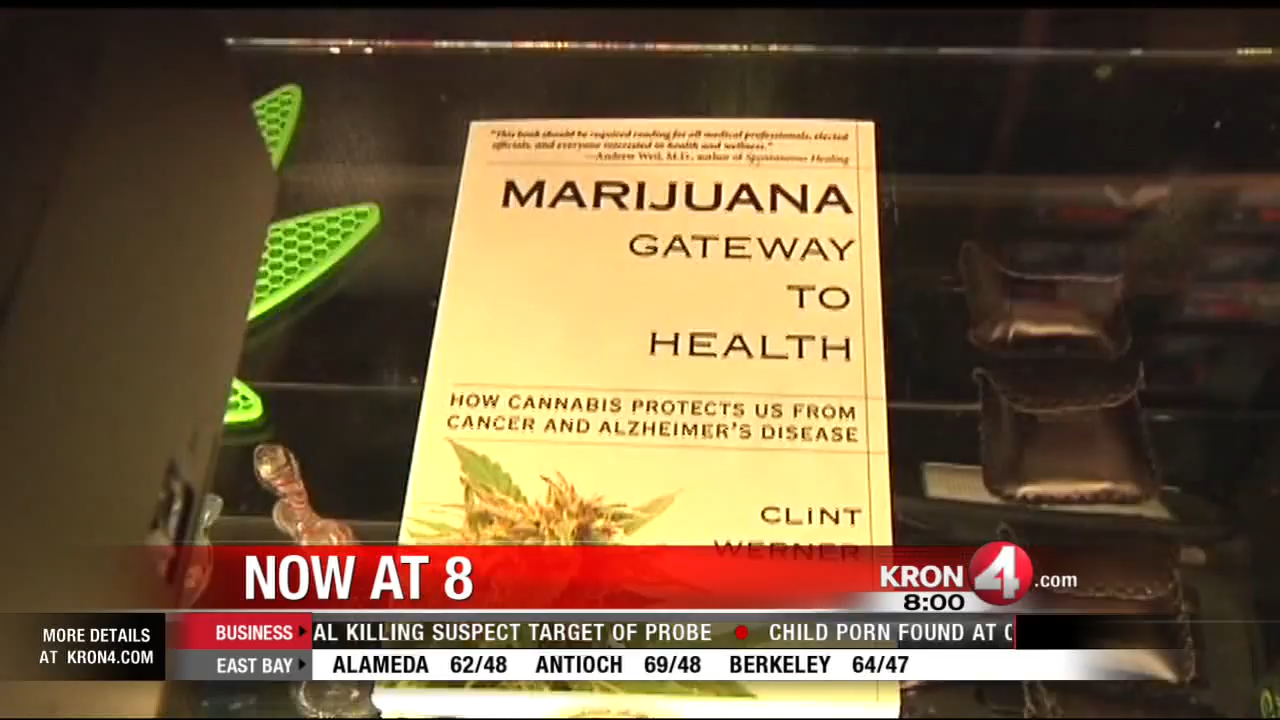 "This book should be required reading for all medical professionals, elected
officials, and everyone interested in health and wellness."
—Andrew Weil, M.D., author of Spontaneous Healing
MARIJUANA
GATEWAY
TO
HEALTH
HOW CANNABIS PROTECTS US FROM
CANCER AND ALZHEIMER'S DISEASE
CLINT
WERNER
NOW AT 8
KRON 4 .com
8:00
MORE DETAILS
AT KRON4.COM
BUSINESS
AL KILLING SUSPECT TARGET OF PROBE • CHILD PORN FOUND AT
EAST BAY
ALAMEDA 62/48 ANTIOCH 69/48 BERKELEY 64/47